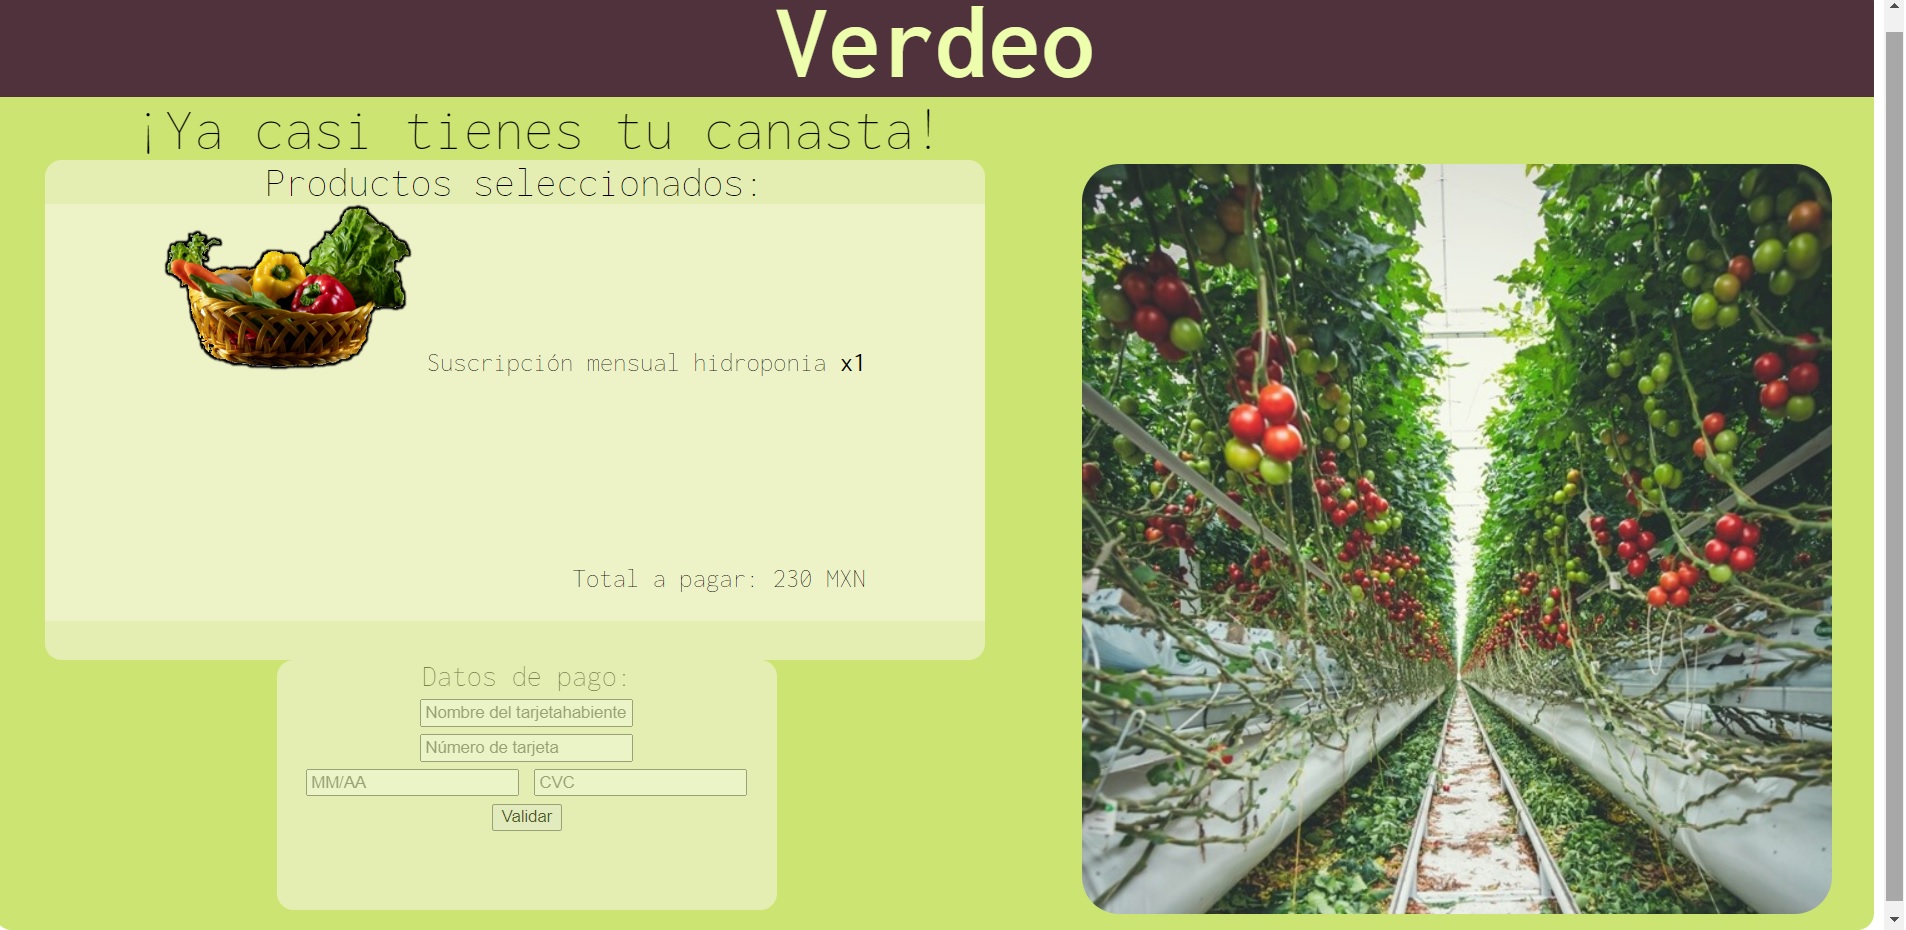 Verdeo
¡Ya casi tienes tu canasta!
Productos seleccionados:
Suscripción mensual hidroponia x1
Total a pagar: 230 MXN
Datos de pago:
Nombre del tarjetahabiente
Número de tarjeta
MM/AA CVC
Validar